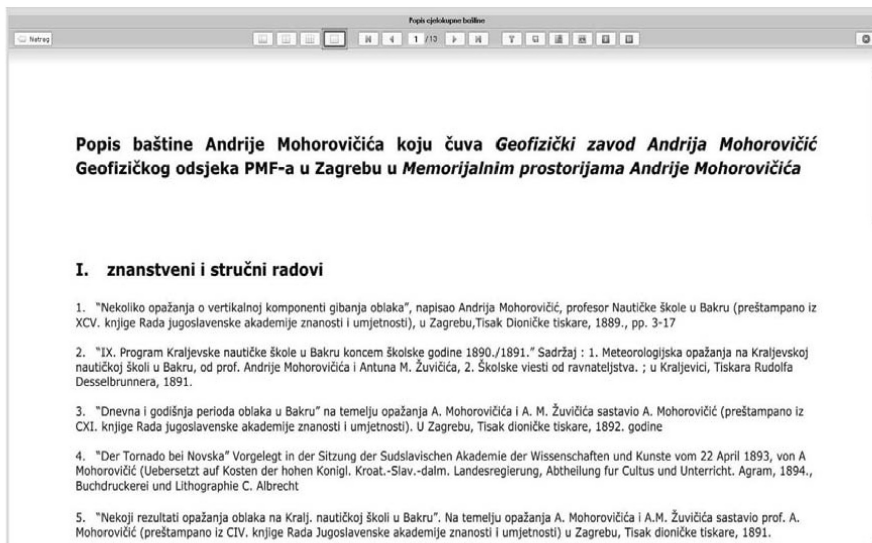 Popis cjelokupne baštine
Natrag
1 /13
Popis baštine Andrije Mohorovičića koju čuva Geofizički zavod Andrija Mohorovičić
Geofizičkog odsjeka PMF-a u Zagrebu u Memorijalnim prostorijama Andrije Mohorovičića
I. znanstveni i stručni radovi
1. "Nekoliko opažanja o vertikalnoj komponenti gibanja oblaka", napisao Andrija Mohorovičić, profesor Nautičke škole u Bakru (preštampano iz
XCV. knjige Rada jugoslavenske akademije znanosti i umjetnosti), u Zagrebu,Tisak Dioničke tiskare, 1889., pp. 3-17
2. "IX. Program Kraljevske nautičke škole u Bakru koncem školske godine 1890./1891." Sadržaj : 1. Meteorologijska opažanja na Kraljevskoj
nautičkoj školi u Bakru, od prof. Andrije Mohorovičića i Antuna M. Žuvičića, 2. Školske viesti od ravnateljstva. ; u Kraljevici, Tiskara Rudolfa
Desselbrunnera, 1891.
3. "Dnevna i godišnja perioda oblaka u Bakru" na temelju opažanja A. Mohorovičića i A. M. Žuvičića sastavio A. Mohorovičić (preštampano iz
CXI. knjige Rada jugoslavenske akademije znanosti i umjetnosti). U Zagrebu, Tisak dioničke tiskare, 1892. godine
4. "Der Tornado bei Novska" Vorgelegt in der Sitzung der Sudslavischen Akademie der Wissenschaften und Kunste vom 22 April 1893, von A
Mohorovičić (Uebersetzt auf Kosten der hohen Konigl. Kroat.-Slav.-dalm. Landesregierung, Abtheilung fur Cultus und Unterricht. Agram, 1894.,
Buchdruckerei und Lithographie C. Albrecht
5. "Nekoji rezultati opažanja oblaka na Kralj. nautičkoj školi u Bakru". Na temelju opažanja A. Mohorovičića i A.M. Žuvičića sastavio prof. A.
Mohorovičić (preštampano iz CIV. knjige Rada Jugoslavenske akademije znanosti i umjetnosti) u Zagrebu, Tisak dioničke tiskare, 1891.